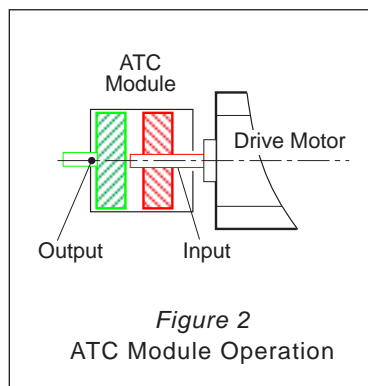 ATC
Module
Drive Motor
Output
Input
Figure 2
ATC Module Operation